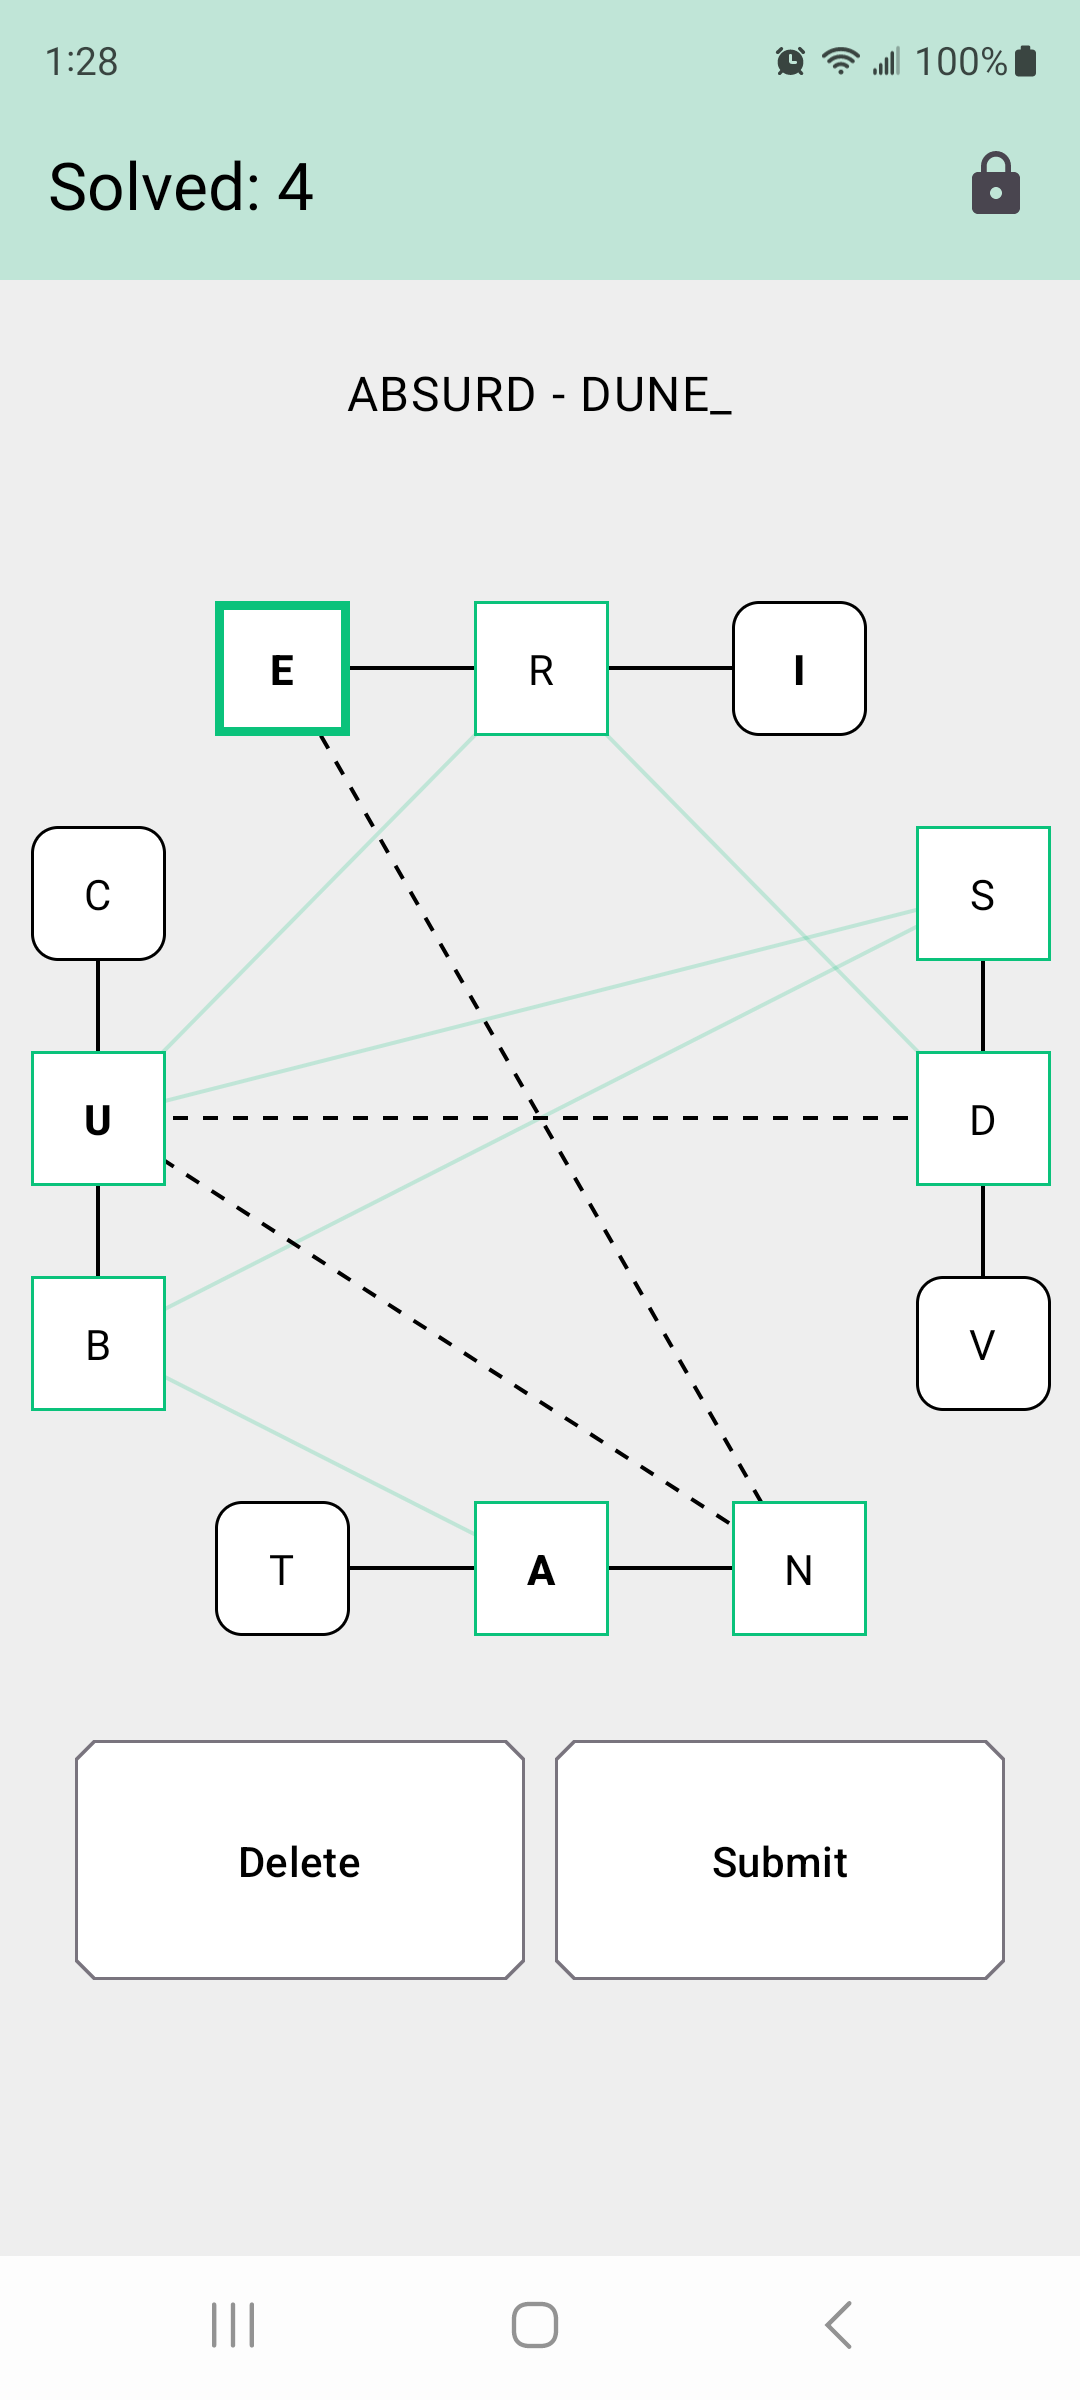 1:28 100%
Solved: 4
ABSURD - DUNE_
E R I
C S
U D
B V
T A N
Delete Submit